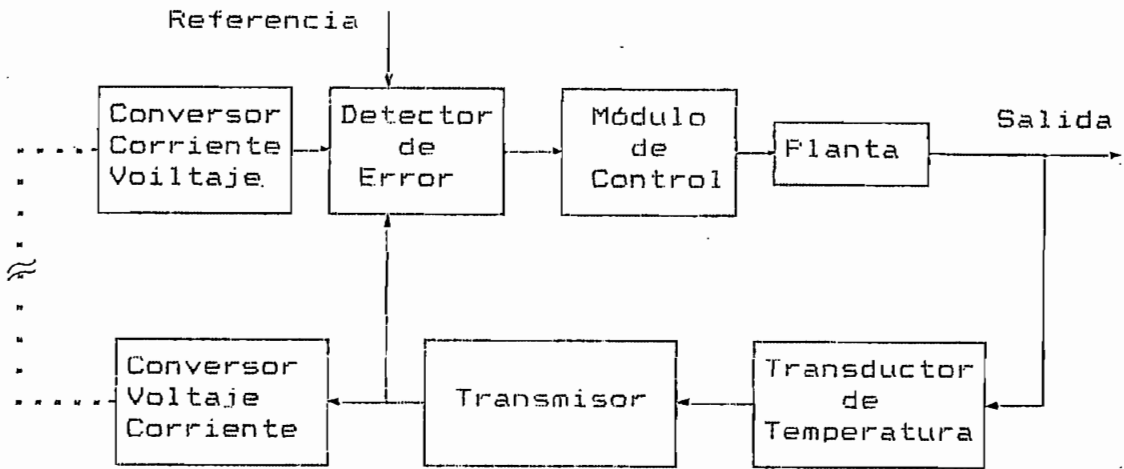 Referencia
Conversor
Corriente
Voiltaje
Detector
de
Error
Módulo
de
Control
Planta
Salida
Conversor
Voltaje
Corriente
Transmisor
Transductor
de
Temperatura